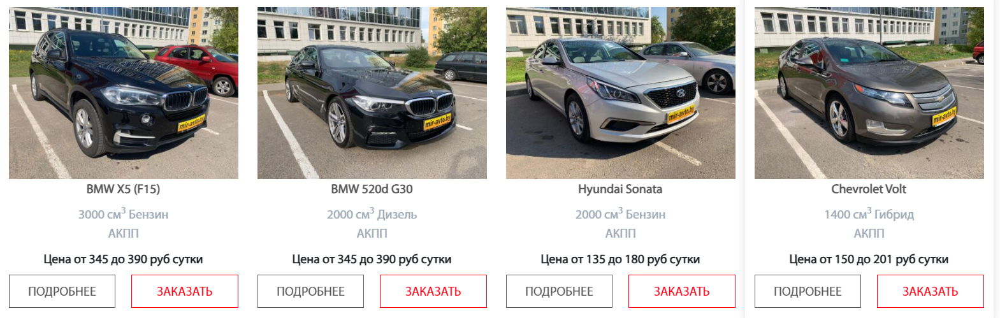 mir-avto.by
mir-avto.by
mir-avto.by
mir-avto.by
BMW X5 (F15)
3000 см³ Бензин
АКПП
Цена от 345 до 390 руб сутки
ПОДРОБНЕЕ ЗАКАЗАТЬ
BMW 520d G30
2000 см³ Дизель
АКПП
Цена от 345 до 390 руб сутки
ПОДРОБНЕЕ ЗАКАЗАТЬ
Hyundai Sonata
2000 см³ Бензин
АКПП
Цена от 135 до 180 руб сутки
ПОДРОБНЕЕ ЗАКАЗАТЬ
Chevrolet Volt
1400 см³ Гибрид
АКПП
Цена от 150 до 201 руб сутки
ПОДРОБНЕЕ ЗАКАЗАТЬ